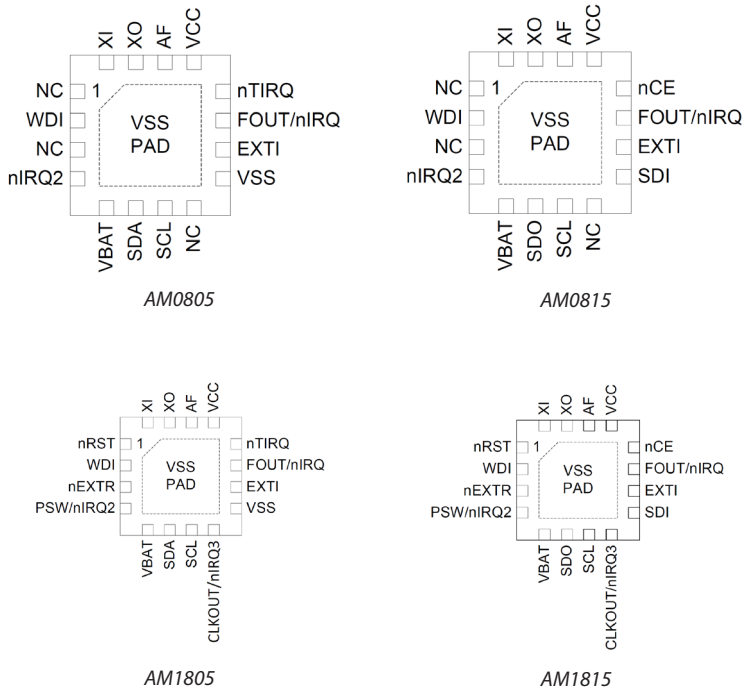 XI XO AF VCC
NC 1 nTIRQ
WDI VSS FOUT/nIRQ
NC PAD EXTI
nIRQ2 VSS
VBAT SDA SCL NC
AM0805
XI XO AF VCC
NC 1 nCE
WDI VSS FOUT/nIRQ
NC PAD EXTI
nIRQ2 SDI
VBAT SDO SCL NC
AM0815
XI XO AF VCC
nRST 1 nTIRQ
WDI VSS FOUT/nIRQ
nEXTR PAD EXTI
PSW/nIRQ2 VSS
VBAT SDA SCL CLKOUT/nIRQ3
AM1805
XI XO AF VCC
nRST 1 nCE
WDI VSS FOUT/nIRQ
nEXTR PAD EXTI
PSW/nIRQ2 SDI
VBAT SDO SCL CLKOUT/nIRQ3
AM1815